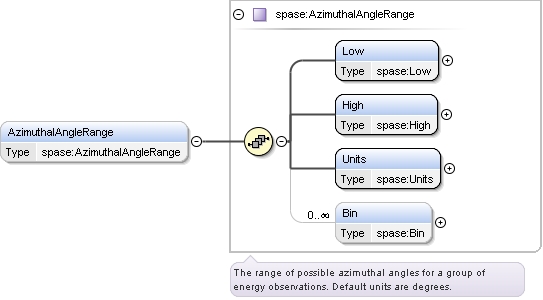 spase:AzimuthalAngleRange
Low
Type spase:Low
High
Type spase:High
AzimuthalAngleRange
Type spase:AzimuthalAngleRange
Units
Type spase:Units
0..∞
Bin
Type spase:Bin
The range of possible azimuthal angles for a group of
energy observations. Default units are degrees.